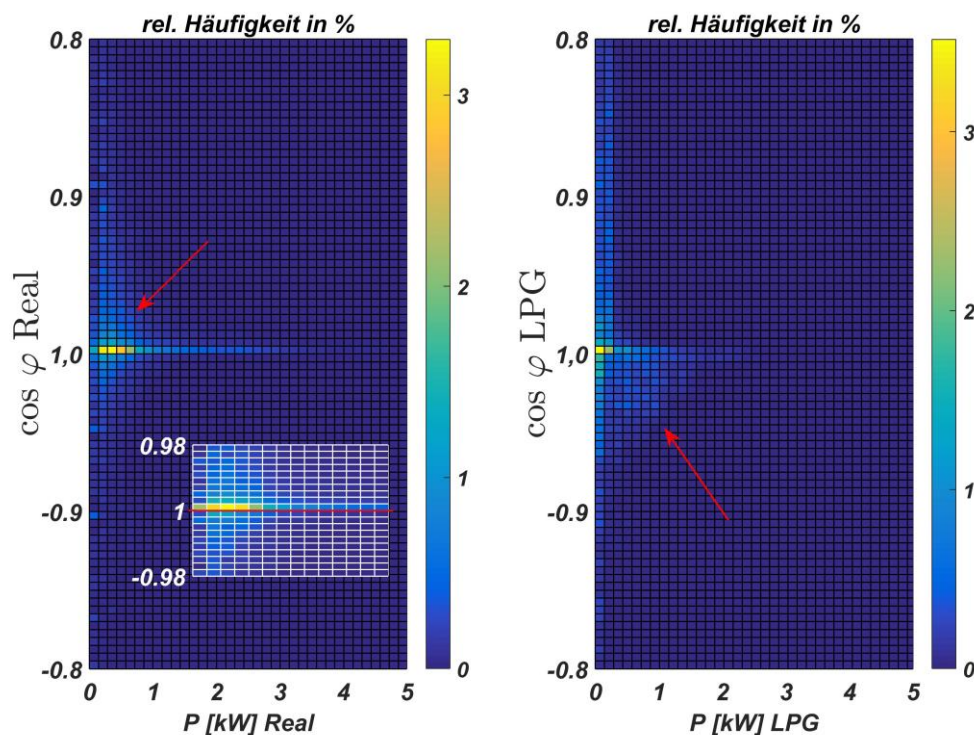 rel. Häufigkeit in %
0.8
0.9
1,0
-0.9
-0.8
cos φ Real
0.98
1
-0.98
0 1 2 3 4 5
P [kW] Real
3
2
1
0
rel. Häufigkeit in %
0.8
0.9
1,0
-0.9
-0.8
cos φ LPG
0 1 2 3 4 5
P [kW] LPG
3
2
1
0